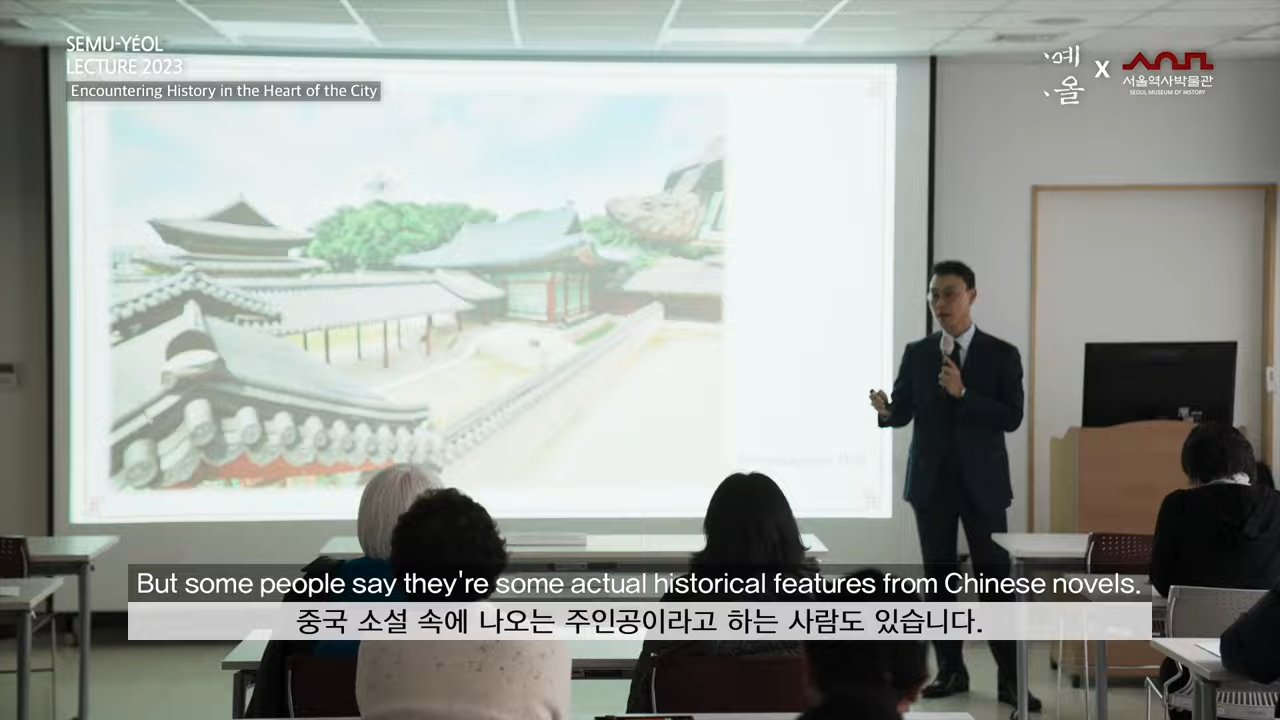 SEMU-YÉOL
LECTURE 2023
Encountering History in the Heart of the City
예올
X
서울역사박물관
SEOUL MUSEUM OF HISTORY
But some people say they're some actual historical features from Chinese novels.
중국 소설 속에 나오는 주인공이라고 하는 사람도 있습니다.